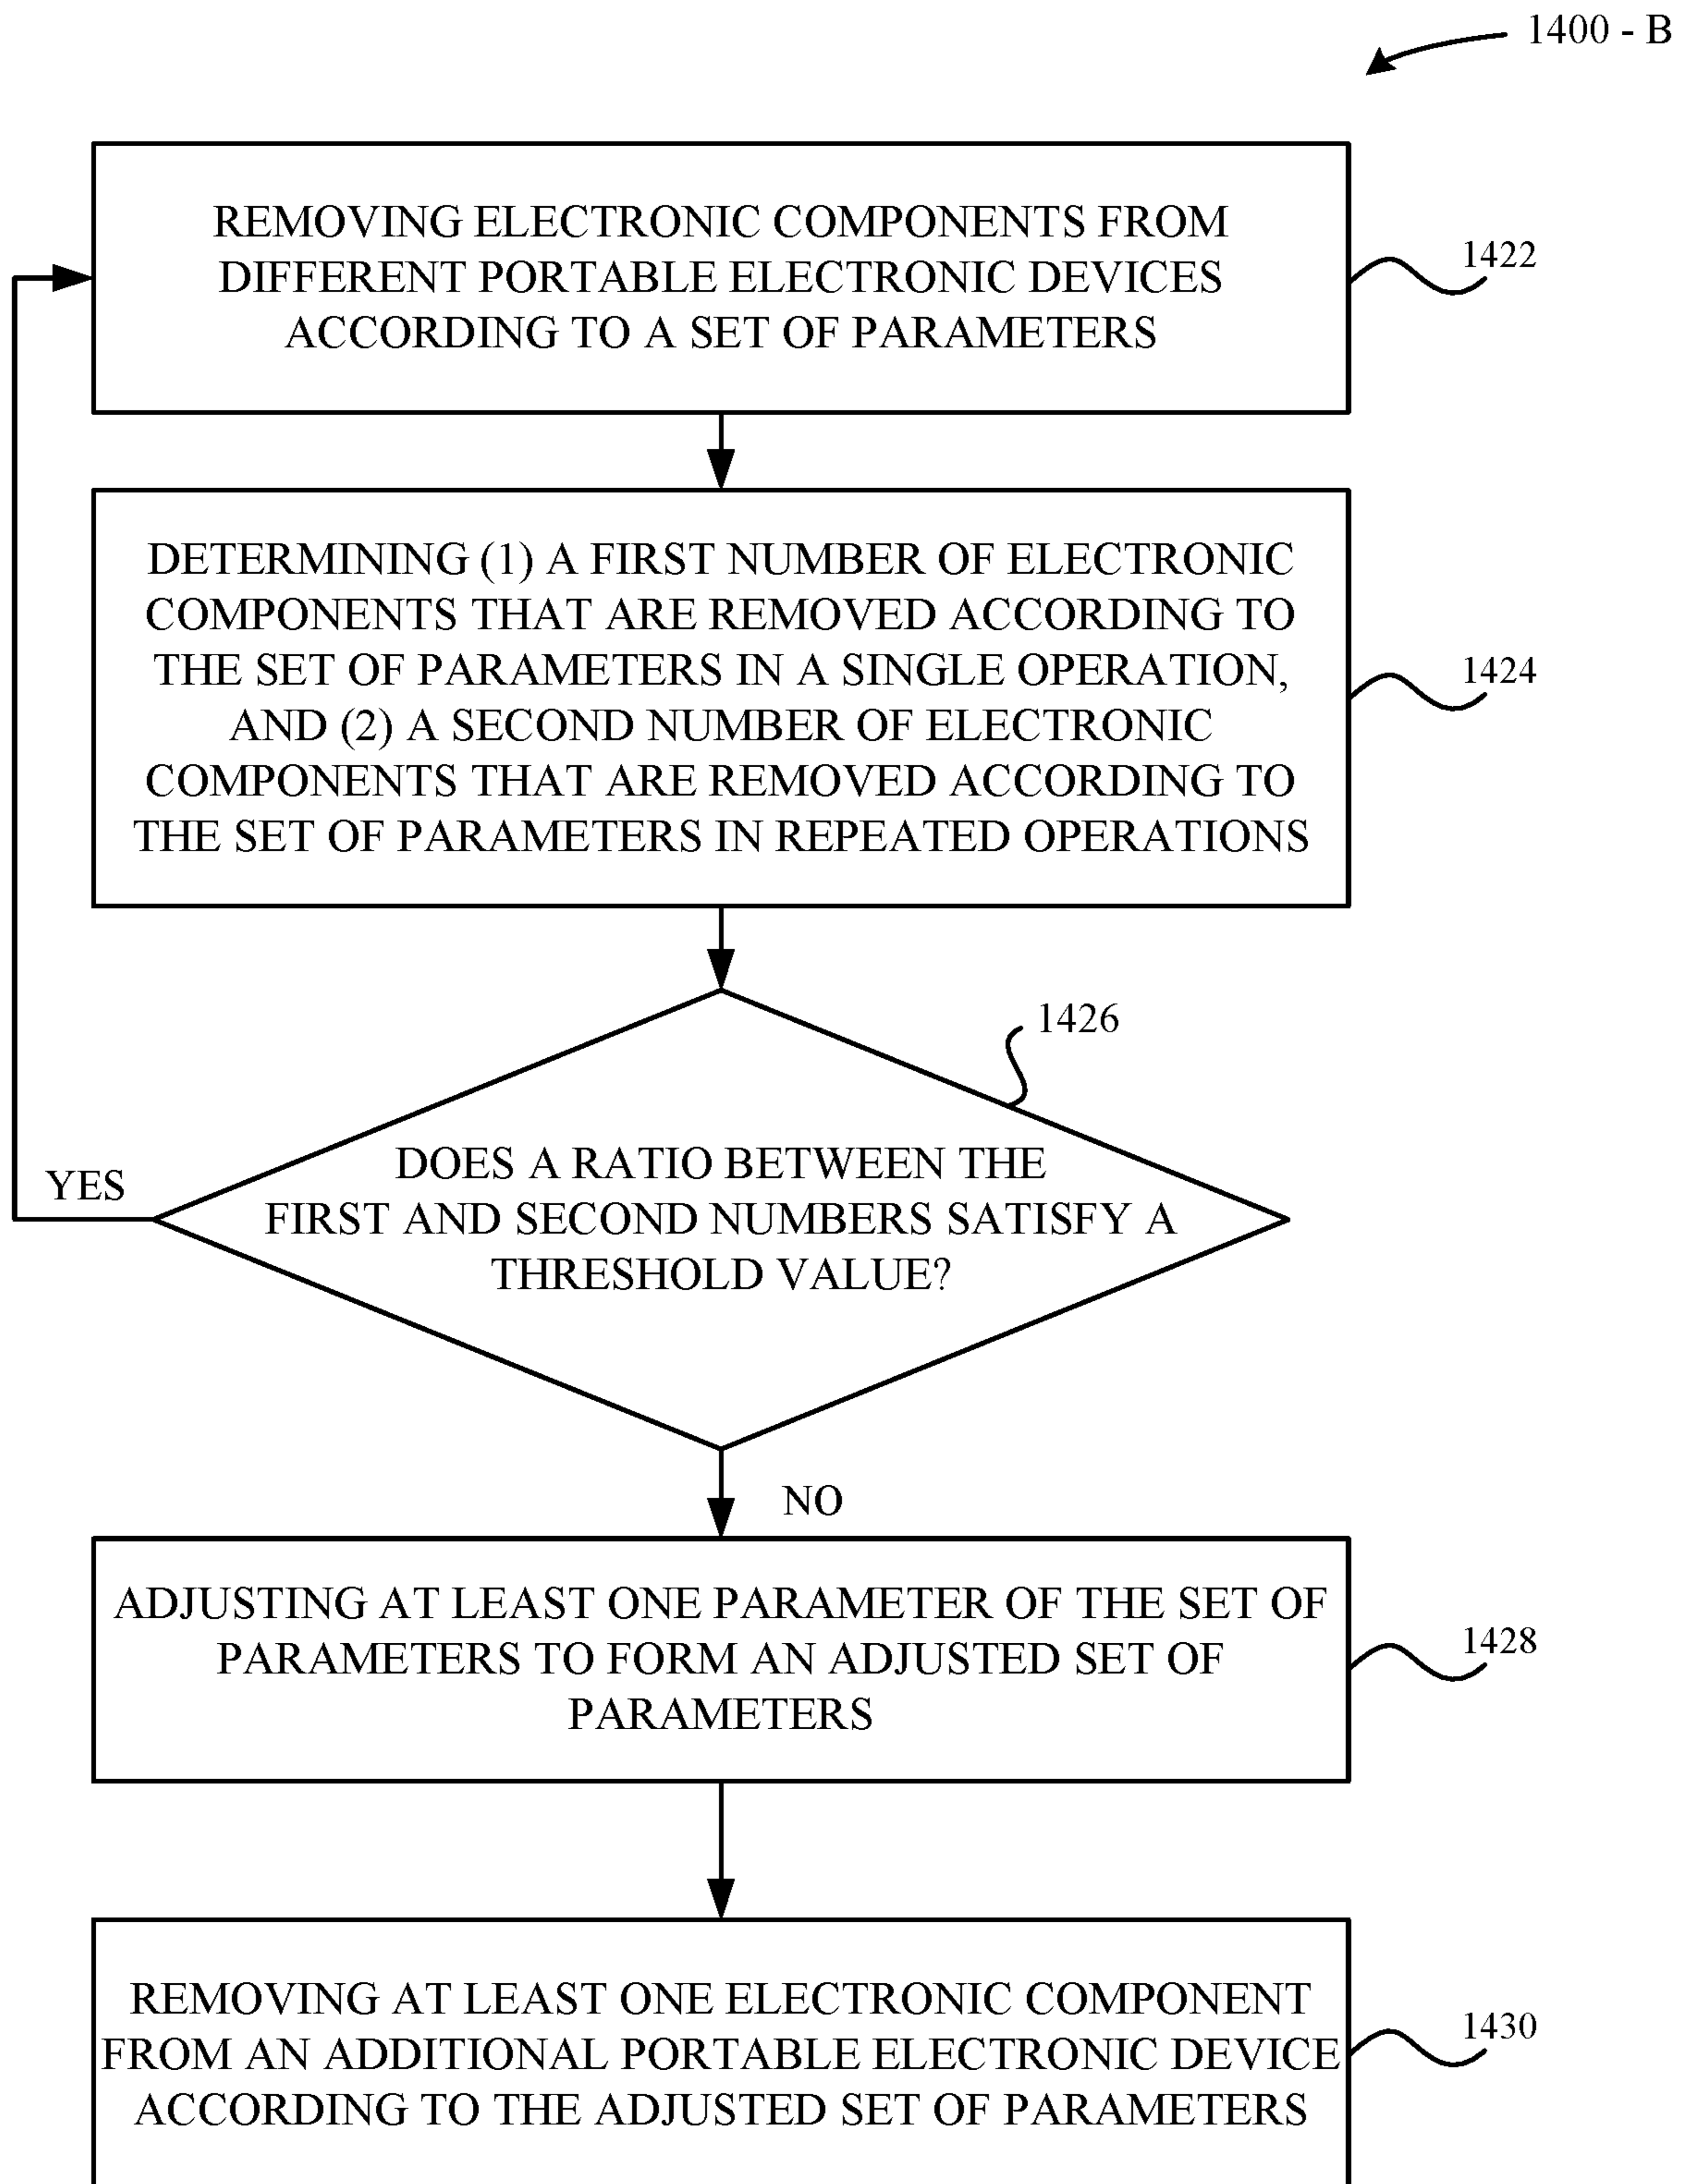 1400 - B
REMOVING ELECTRONIC COMPONENTS FROM
DIFFERENT PORTABLE ELECTRONIC DEVICES
ACCORDING TO A SET OF PARAMETERS
1422
DETERMINING (1) A FIRST NUMBER OF ELECTRONIC
COMPONENTS THAT ARE REMOVED ACCORDING TO
THE SET OF PARAMETERS IN A SINGLE OPERATION,
AND (2) A SECOND NUMBER OF ELECTRONIC
COMPONENTS THAT ARE REMOVED ACCORDING TO
THE SET OF PARAMETERS IN REPEATED OPERATIONS
1424
1426
DOES A RATIO BETWEEN THE
FIRST AND SECOND NUMBERS SATISFY A
THRESHOLD VALUE?
YES
NO
ADJUSTING AT LEAST ONE PARAMETER OF THE SET OF
PARAMETERS TO FORM AN ADJUSTED SET OF
PARAMETERS
1428
REMOVING AT LEAST ONE ELECTRONIC COMPONENT
FROM AN ADDITIONAL PORTABLE ELECTRONIC DEVICE
ACCORDING TO THE ADJUSTED SET OF PARAMETERS
1430